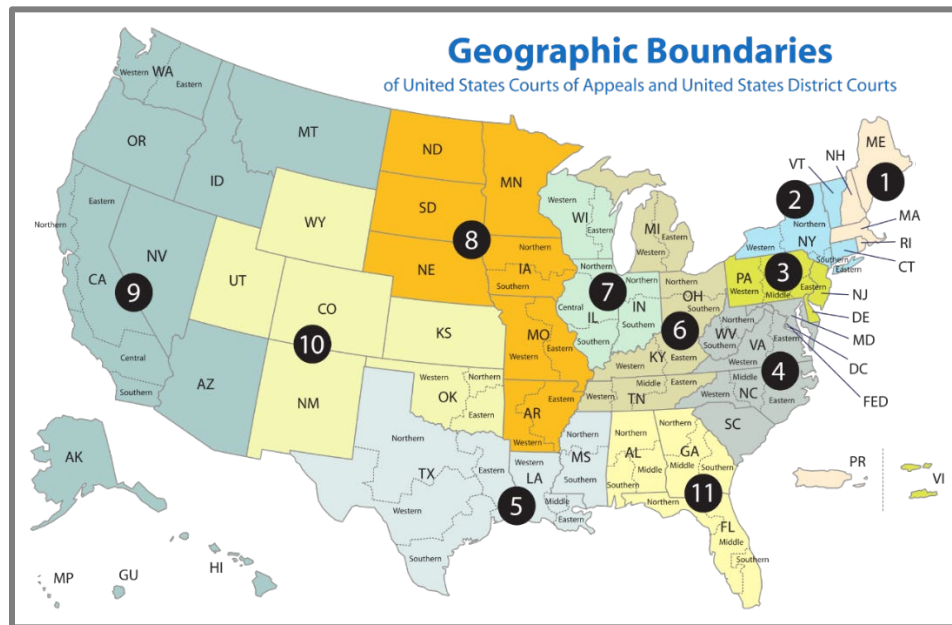 Geographic Boundaries
of United States Courts of Appeals and United States District Courts
Western
WA
Eastern
OR
MT
ID
WY
ND
SD
NE
MN
8
Northern
IA
Southern
WI
Western
Eastern
MI
Western
Eastern
VT
NH
ME
1
2
Northern
NY
Western
Southern
Eastern
MA
RI
CT
3
PA
Western
Middle
Eastern
NJ
DE
MD
DC
FED
Northern
Eastern
CA
NV
9
Central
Southern
UT
CO
10
AZ
NM
KS
Western
Northern
OK
Eastern
MO
Western
Eastern
AR
Eastern
Western
7
Northern
Central
IL
Southern
Northern
IN
Southern
Northern
OH
Southern
6
KY
Western
Eastern
Middle
Western
TN
Eastern
Northern
WV
Southern
VA
Eastern
Western
4
Middle
Western
NC
Eastern
SC
Northern
TX
Eastern
Western
Southern
Western
LA
Middle
Eastern
5
Northern
MS
Southern
Northern
AL
Middle
Southern
Northern
GA
Middle
Southern
11
Northern
FL
Middle
Southern
AK
MP
GU
HI
PR
VI